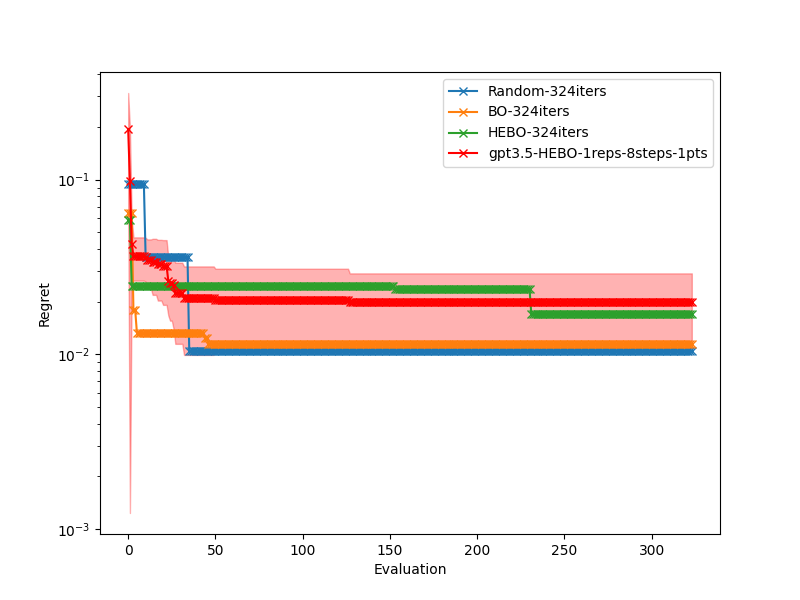 Random-324iters
BO-324iters
HEBO-324iters
gpt3.5-HEBO-1reps-8steps-1pts
10⁻¹
10⁻²
10⁻³
Regret
0 50 100 150 200 250 300
Evaluation